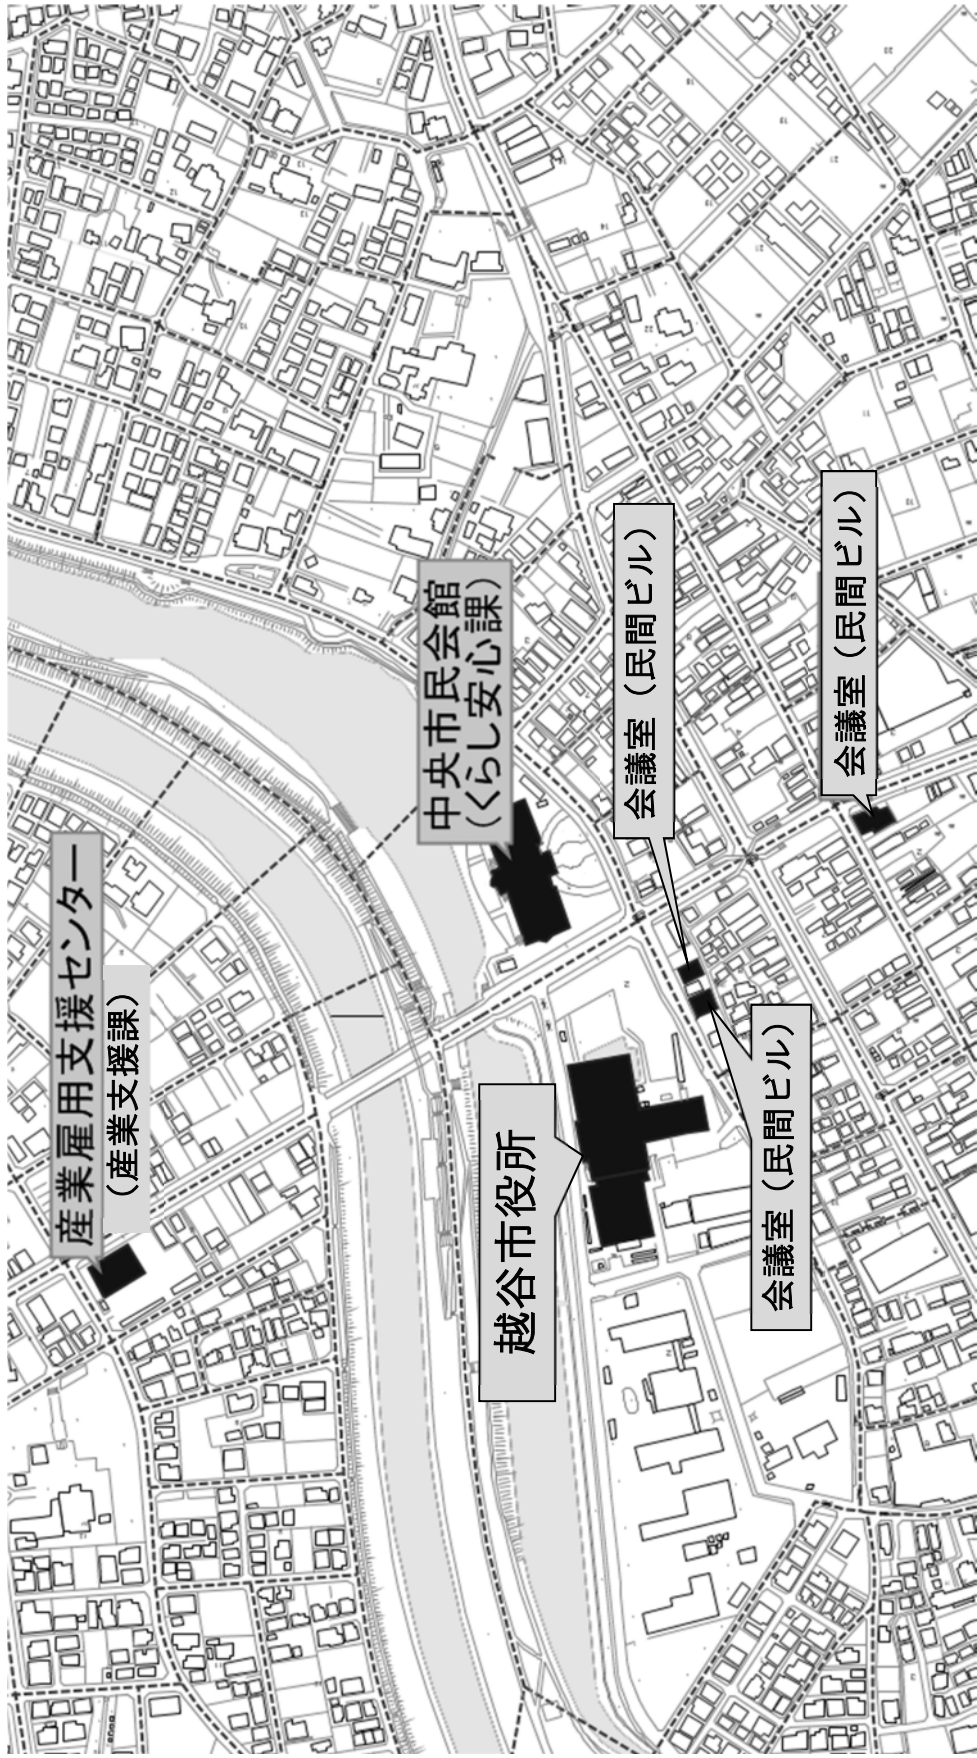 産業雇用支援センター
（産業支援課）
中央市民会館
（くらし安心課）
越谷市役所
会議室（民間ビル）
会議室（民間ビル）
会議室（民間ビル）